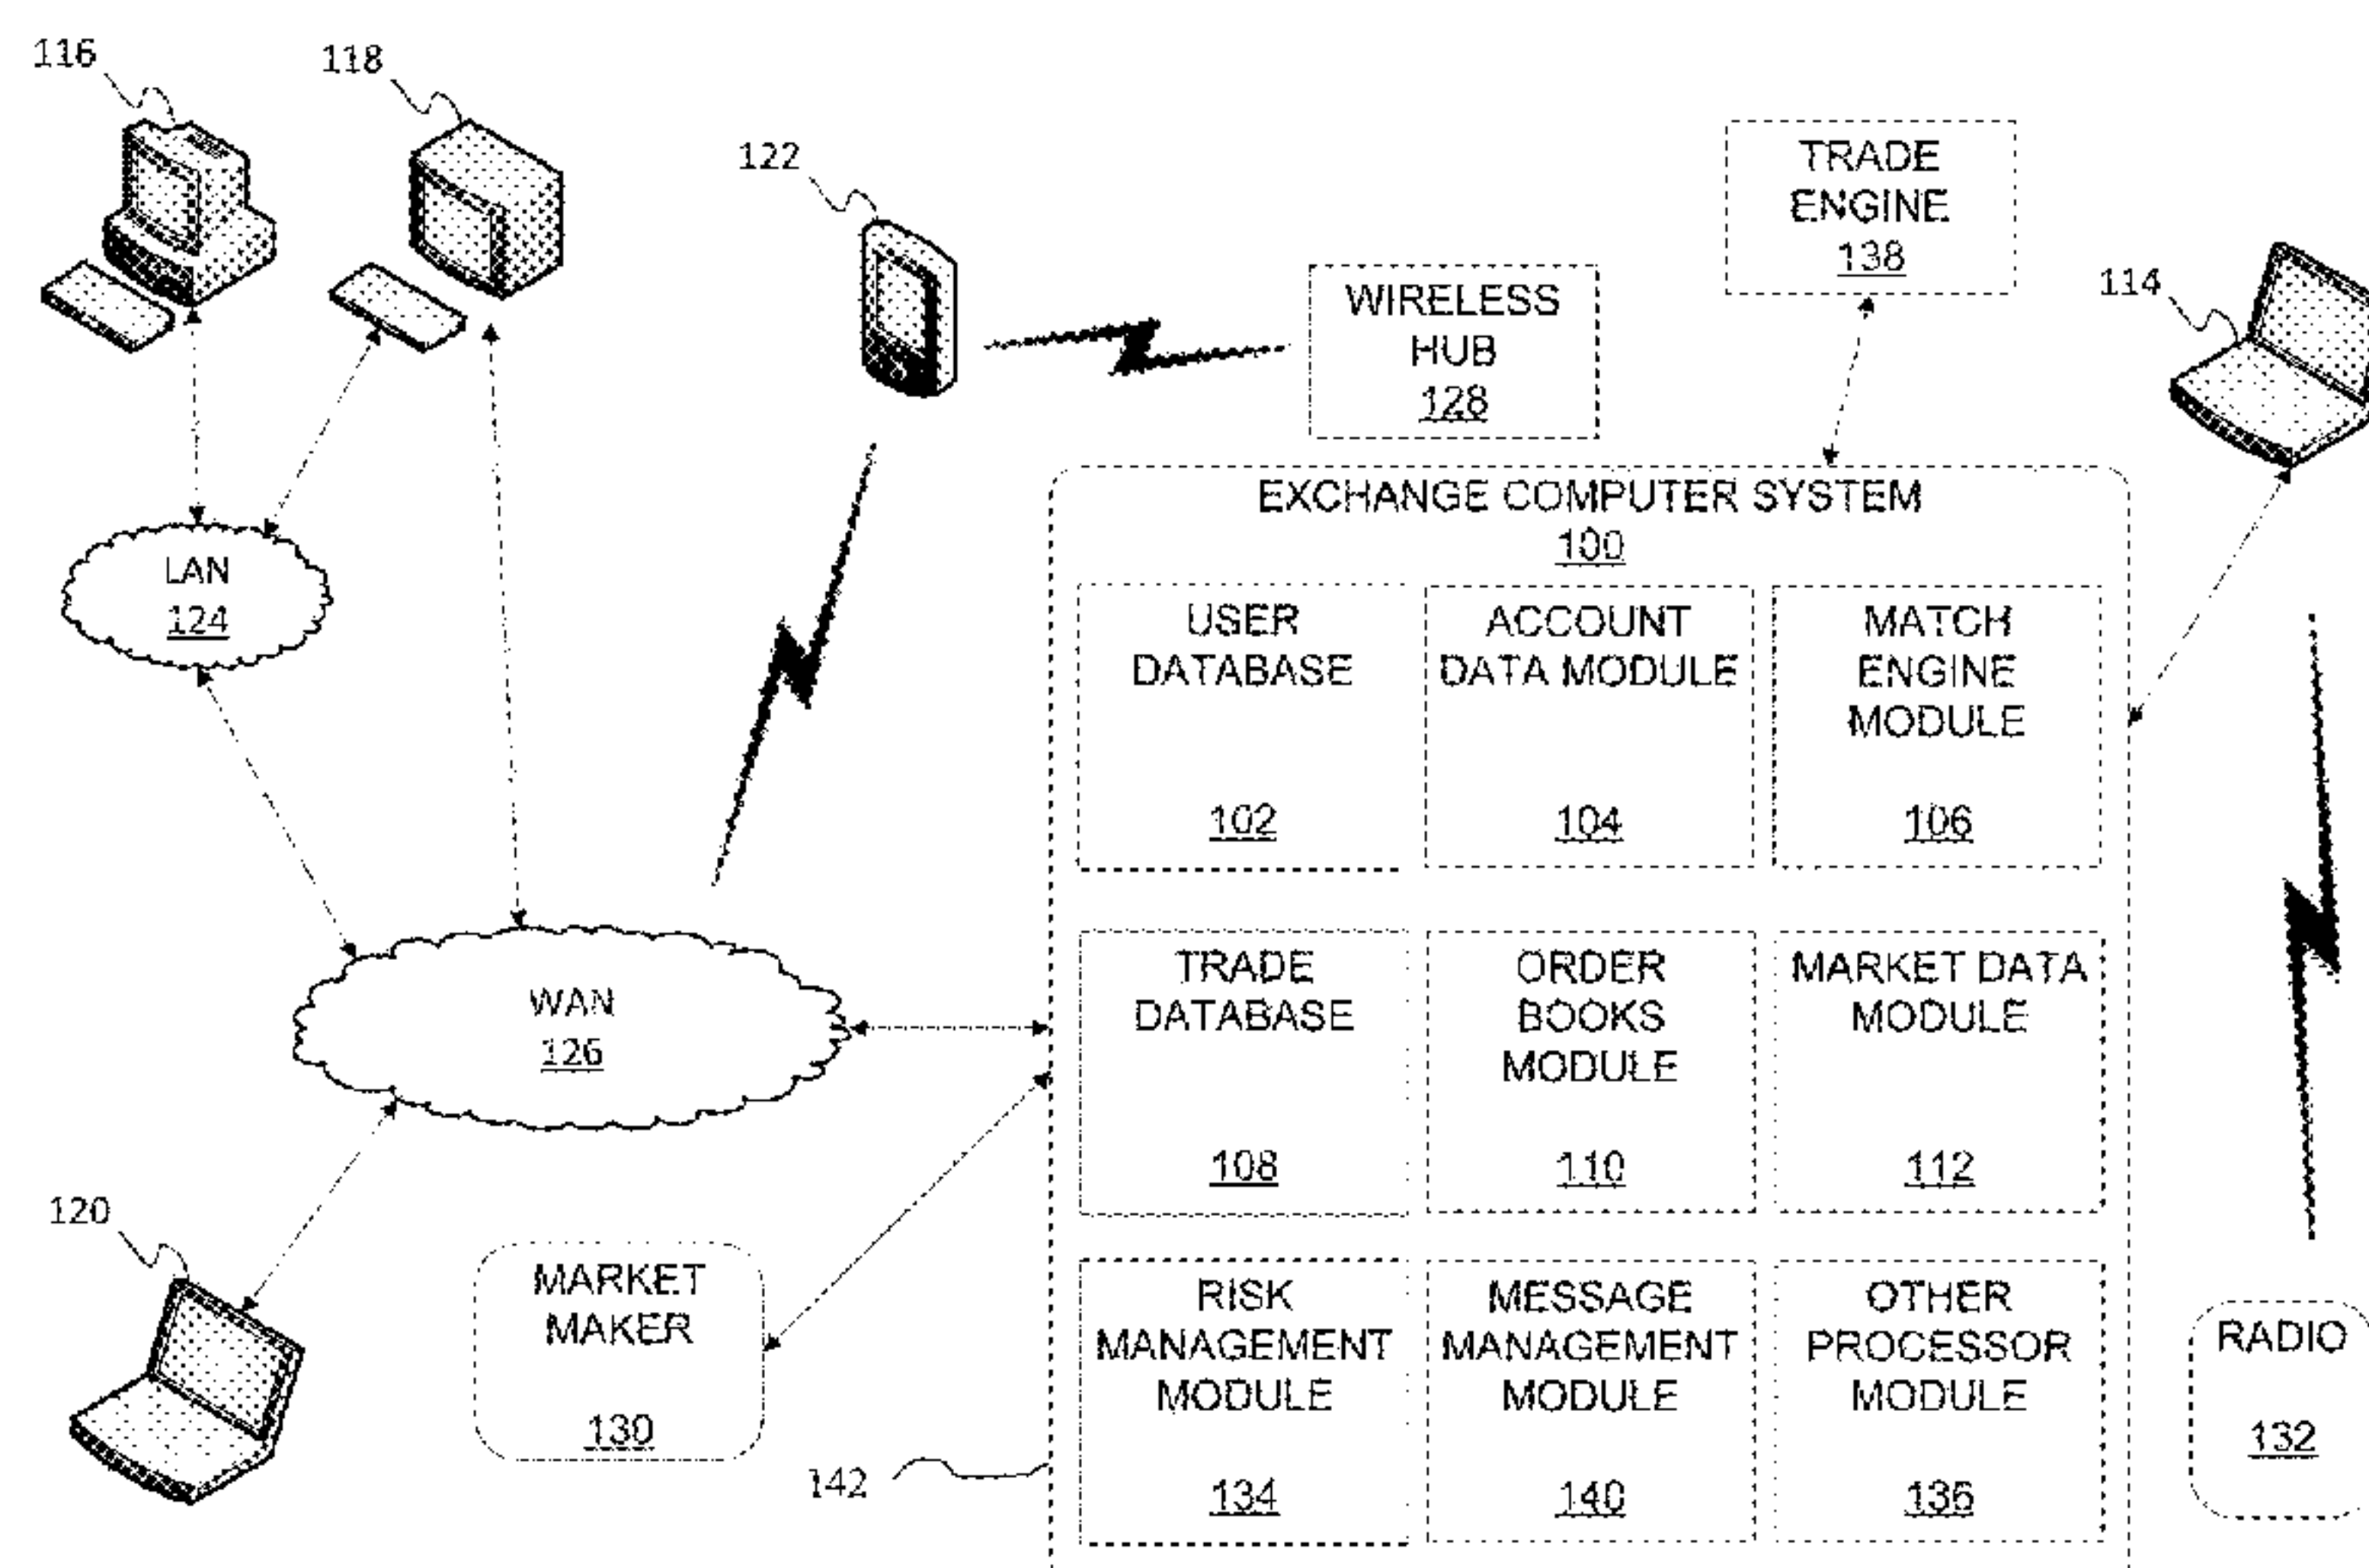 116
118
122
TRADE
ENGINE
138
WIRELESS
HUB
128
114
EXCHANGE COMPUTER SYSTEM
100
LAN
124
USER
DATABASE
102
ACCOUNT
DATA MODULE
104
MATCH
ENGINE
MODULE
106
WAN
126
TRADE
DATABASE
108
ORDER
BOOKS
MODULE
110
MARKET DATA
MODULE
112
120
MARKET
MAKER
130
RISK
MANAGEMENT
MODULE
134
MESSAGE
MANAGEMENT
MODULE
140
OTHER
PROCESSOR
MODULE
136
RADIO
132
142